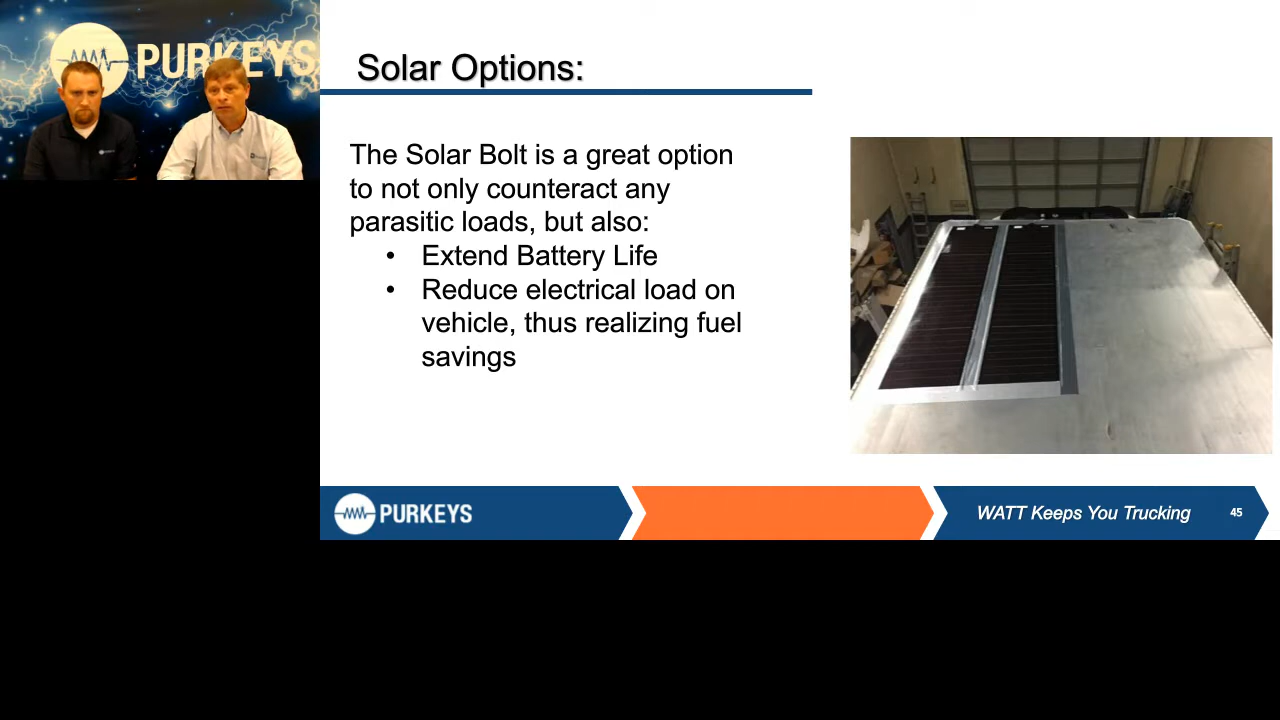 PURKEYS
Solar Options:
The Solar Bolt is a great option
to not only counteract any
parasitic loads, but also:
• Extend Battery Life
• Reduce electrical load on
vehicle, thus realizing fuel
savings
PURKEYS
WATT Keeps You Trucking
45